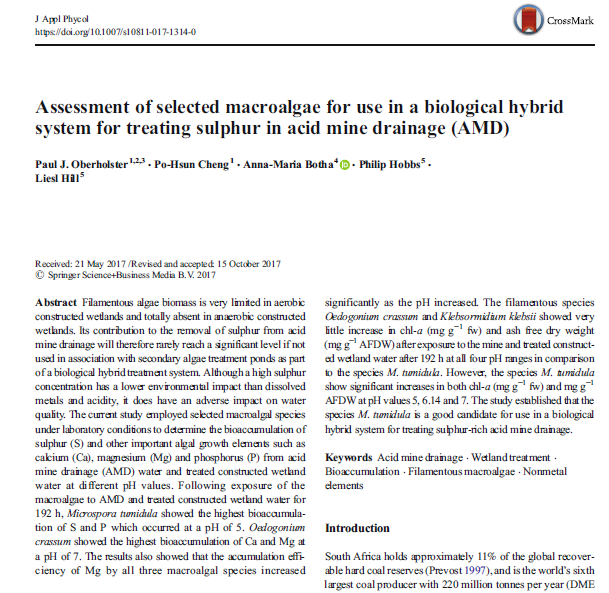 J Appl Phycol
https://doi.org/10.1007/s10811-017-1314-0
CrossMark
Assessment of selected macroalgae for use in a biological hybrid
system for treating sulphur in acid mine drainage (AMD)
Paul J. Oberholster1,2,3 · Po-Hsun Cheng1 · Anna-Maria Botha4 · Philip Hobbs5 ·
Liesl Hill5
Received: 21 May 2017 /Revised and accepted: 15 October 2017
© Springer Science+Business Media B.V. 2017
Abstract Filamentous algae biomass is very limited in aerobic
constructed wetlands and totally absent in anaerobic constructed
wetlands. Its contribution to the removal of sulphur from acid
mine drainage will therefore rarely reach a significant level if not
used in association with secondary algae treatment ponds as part
of a biological hybrid treatment system. Although a high sulphur
concentration has a lower environmental impact than dissolved
metals and acidity, it does have an adverse impact on water
quality. The current study employed selected macroalgal species
under laboratory conditions to determine the bioaccumulation of
sulphur (S) and other important algal growth elements such as
calcium (Ca), magnesium (Mg) and phosphorus (P) from acid
mine drainage (AMD) water and treated constructed wetland
water at different pH values. Following exposure of the
macroalgae to AMD and treated constructed wetland water for
192 h, Microspora tumidula showed the highest bioaccumula-
tion of S and P which occurred at a pH of 5. Oedogonium
crassum showed the highest bioaccumulation of Ca and Mg at
a pH of 7. The results also showed that the accumulation effi-
ciency of Mg by all three macroalgal species increased
significantly as the pH increased. The filamentous species
Oedogonium crassum and Klebsormidium klebsii showed very
little increase in chl-a (mg g−1 fw) and ash free dry weight
(mg g−1 AFDW) after exposure to the mine and treated construct-
ed wetland water after 192 h at all four pH ranges in comparison
to the species M. tumidula. However, the species M. tumidula
show significant increases in both chl-a (mg g−1 fw) and mg g−1
AFDW at pH values 5, 6.14 and 7. The study established that the
species M. tumidula is a good candidate for use in a biological
hybrid system for treating sulphur-rich acid mine drainage.
Keywords Acid mine drainage · Wetland treatment ·
Bioaccumulation · Filamentous macroalgae · Nonmetal
elements
Introduction
South Africa holds approximately 11% of the global recover-
able hard coal reserves (Prevost 1997), and is the world's sixth
largest coal producer with 220 million tonnes per year (DME